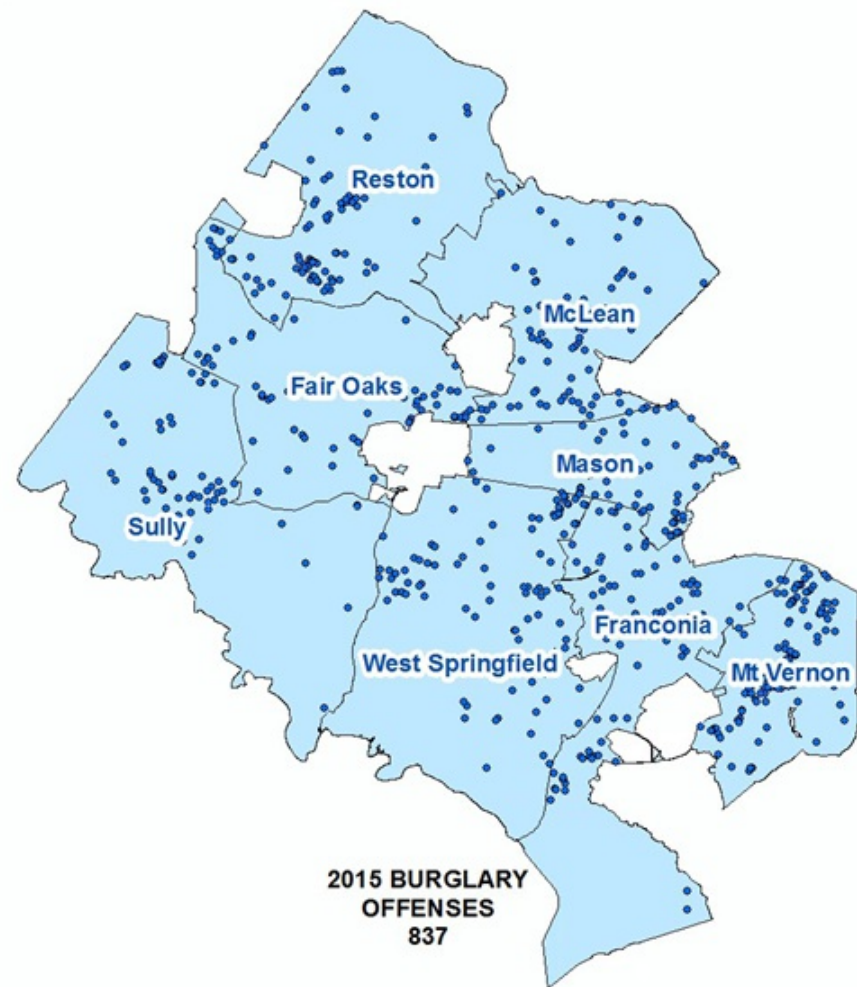 Reston
McLean
Fair Oaks
Mason
Sully
Franconia
West Springfield
Mt Vernon
2015 BURGLARY
OFFENSES
837